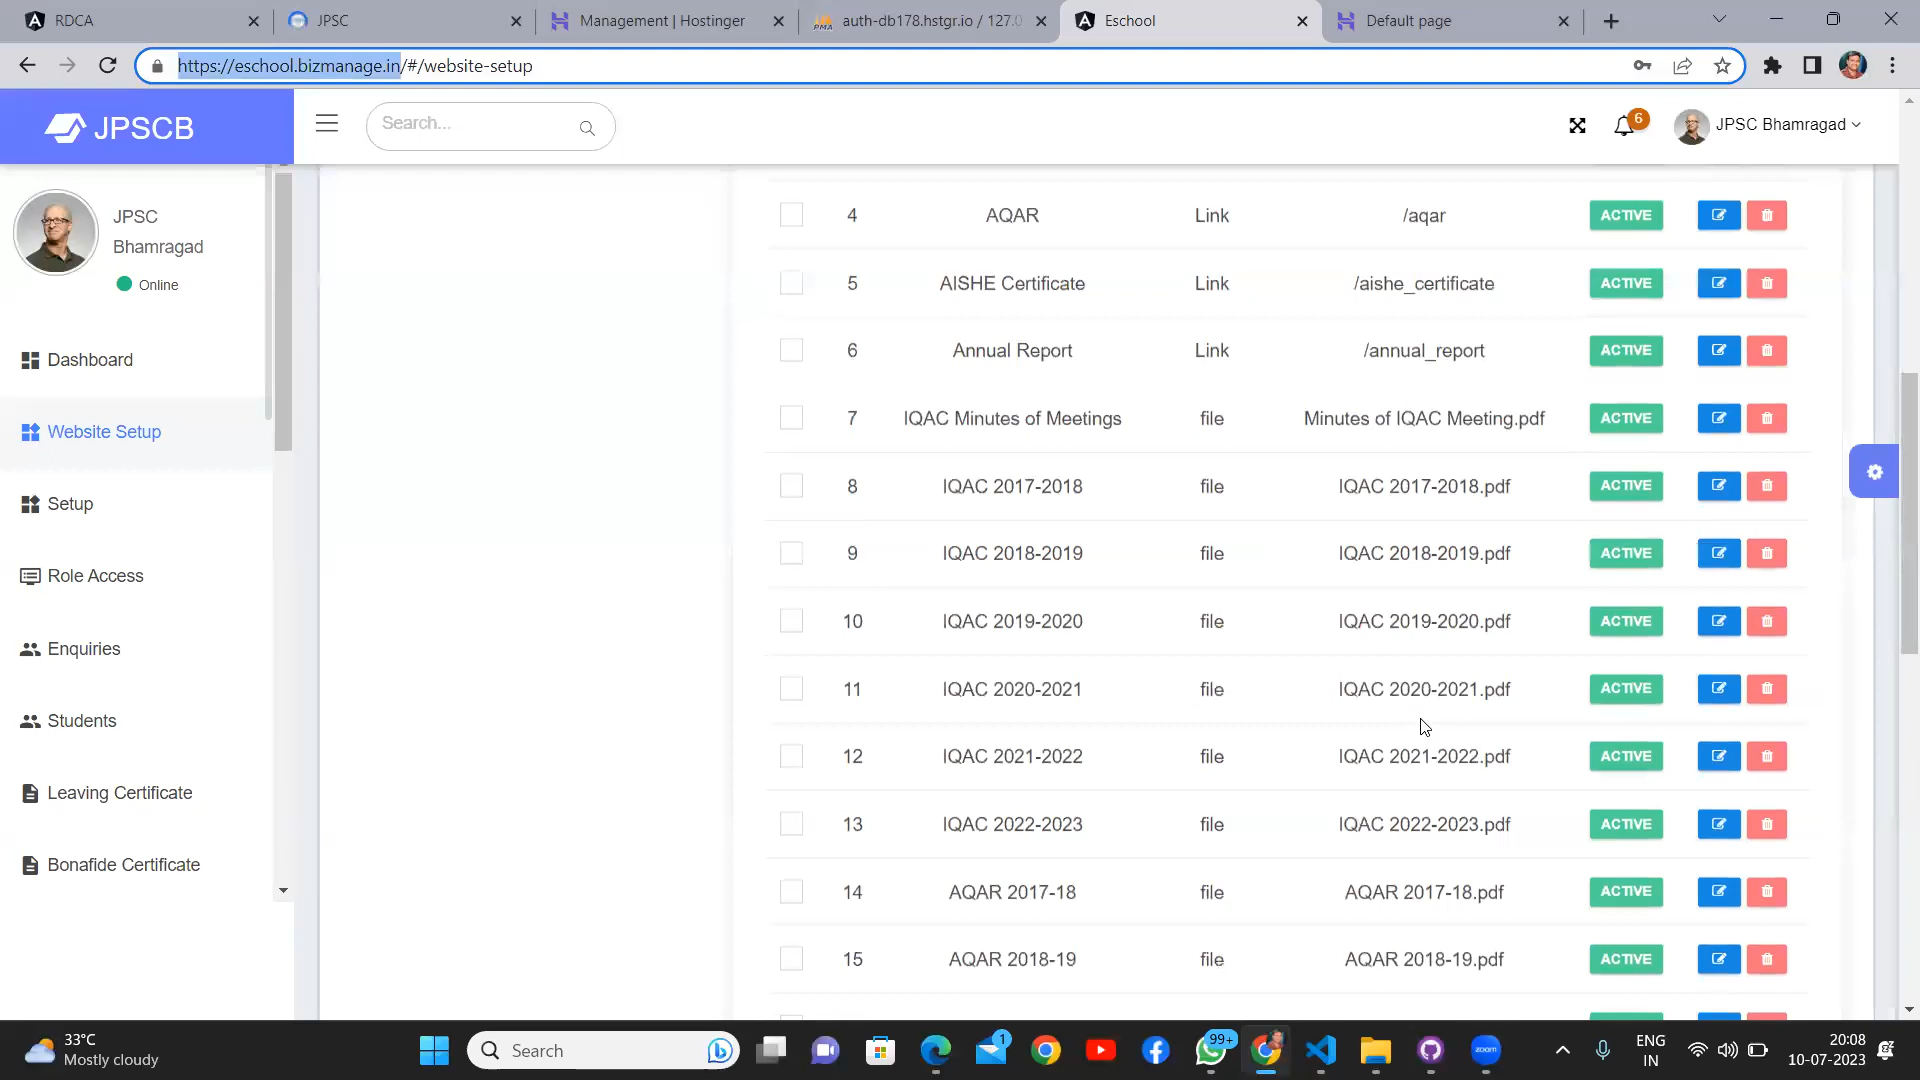 RDCA
JPSC
Management | Hostinger
auth-db178.hstgr.io / 127.0
Eschool
Default page
https://eschool.bizmanage.in/#/website-setup
JPSCB
Search...
6
JPSC Bhamragad
JPSC
Bhamragad
Online
Dashboard
Website Setup
Setup
Role Access
Enquiries
Students
Leaving Certificate
Bonafide Certificate
4 AQAR Link /aqar ACTIVE
5 AISHE Certificate Link /aishe_certificate ACTIVE
6 Annual Report Link /annual_report ACTIVE
7 IQAC Minutes of Meetings file Minutes of IQAC Meeting.pdf ACTIVE
8 IQAC 2017-2018 file IQAC 2017-2018.pdf ACTIVE
9 IQAC 2018-2019 file IQAC 2018-2019.pdf ACTIVE
10 IQAC 2019-2020 file IQAC 2019-2020.pdf ACTIVE
11 IQAC 2020-2021 file IQAC 2020-2021.pdf ACTIVE
12 IQAC 2021-2022 file IQAC 2021-2022.pdf ACTIVE
13 IQAC 2022-2023 file IQAC 2022-2023.pdf ACTIVE
14 AQAR 2017-18 file AQAR 2017-18.pdf ACTIVE
15 AQAR 2018-19 file AQAR 2018-19.pdf ACTIVE
33°C
Mostly cloudy
Search
1
99+
zoom
ENG
IN
20:08
10-07-2023